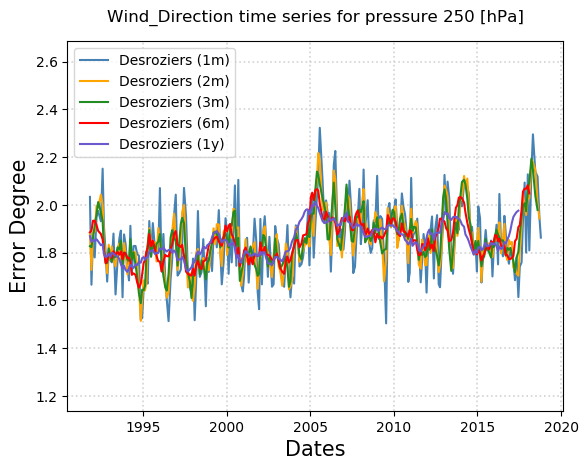 Wind_Direction time series for pressure 250 [hPa]
Desroziers (1m)
Desroziers (2m)
Desroziers (3m)
Desroziers (6m)
Desroziers (1y)
Error Degree
2.6
2.4
2.2
2.0
1.8
1.6
1.4
1.2
1995 2000 2005 2010 2015 2020
Dates